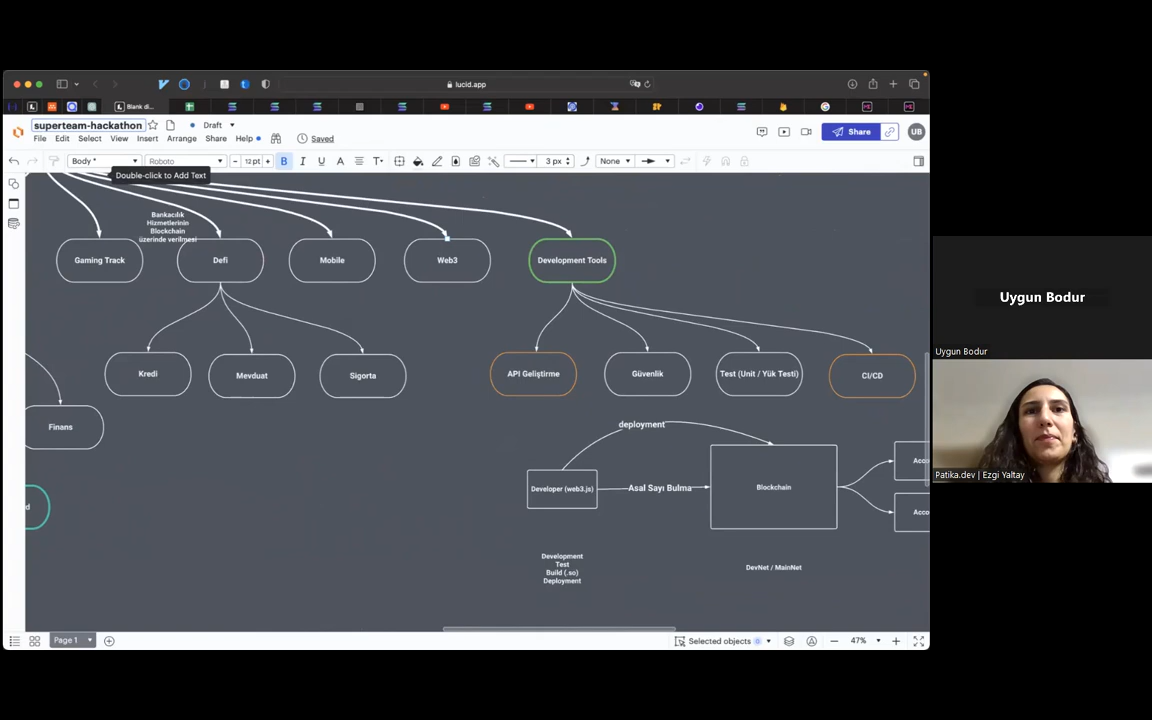 lucid.app
Blank di...
superteam-hackathon
Draft
File Edit Select View Insert Arrange Share Help
Saved
Share
UB
Body *
Roboto
12 pt
B I U A T
3 px
None
Double-click to Add Text
Bankacılık
Hizmetlerinin
Blockchain
üzerinde verilmesi
Gaming Track
Defi
Mobile
Web3
Development Tools
Kredi
Mevduat
Sigorta
API Geliştirme
Güvenlik
Test (Unit / Yük Testi)
CI/CD
Finans
d
deployment
Developer (web3.js)
Asal Sayı Bulma
Blockchain
Acco
Acco
Development
Test
Build (.so)
Deployment
DevNet / MainNet
Page 1
Selected objects 0
47%
Uygun Bodur
Uygun Bodur
Patika.dev | Ezgi Yaltay